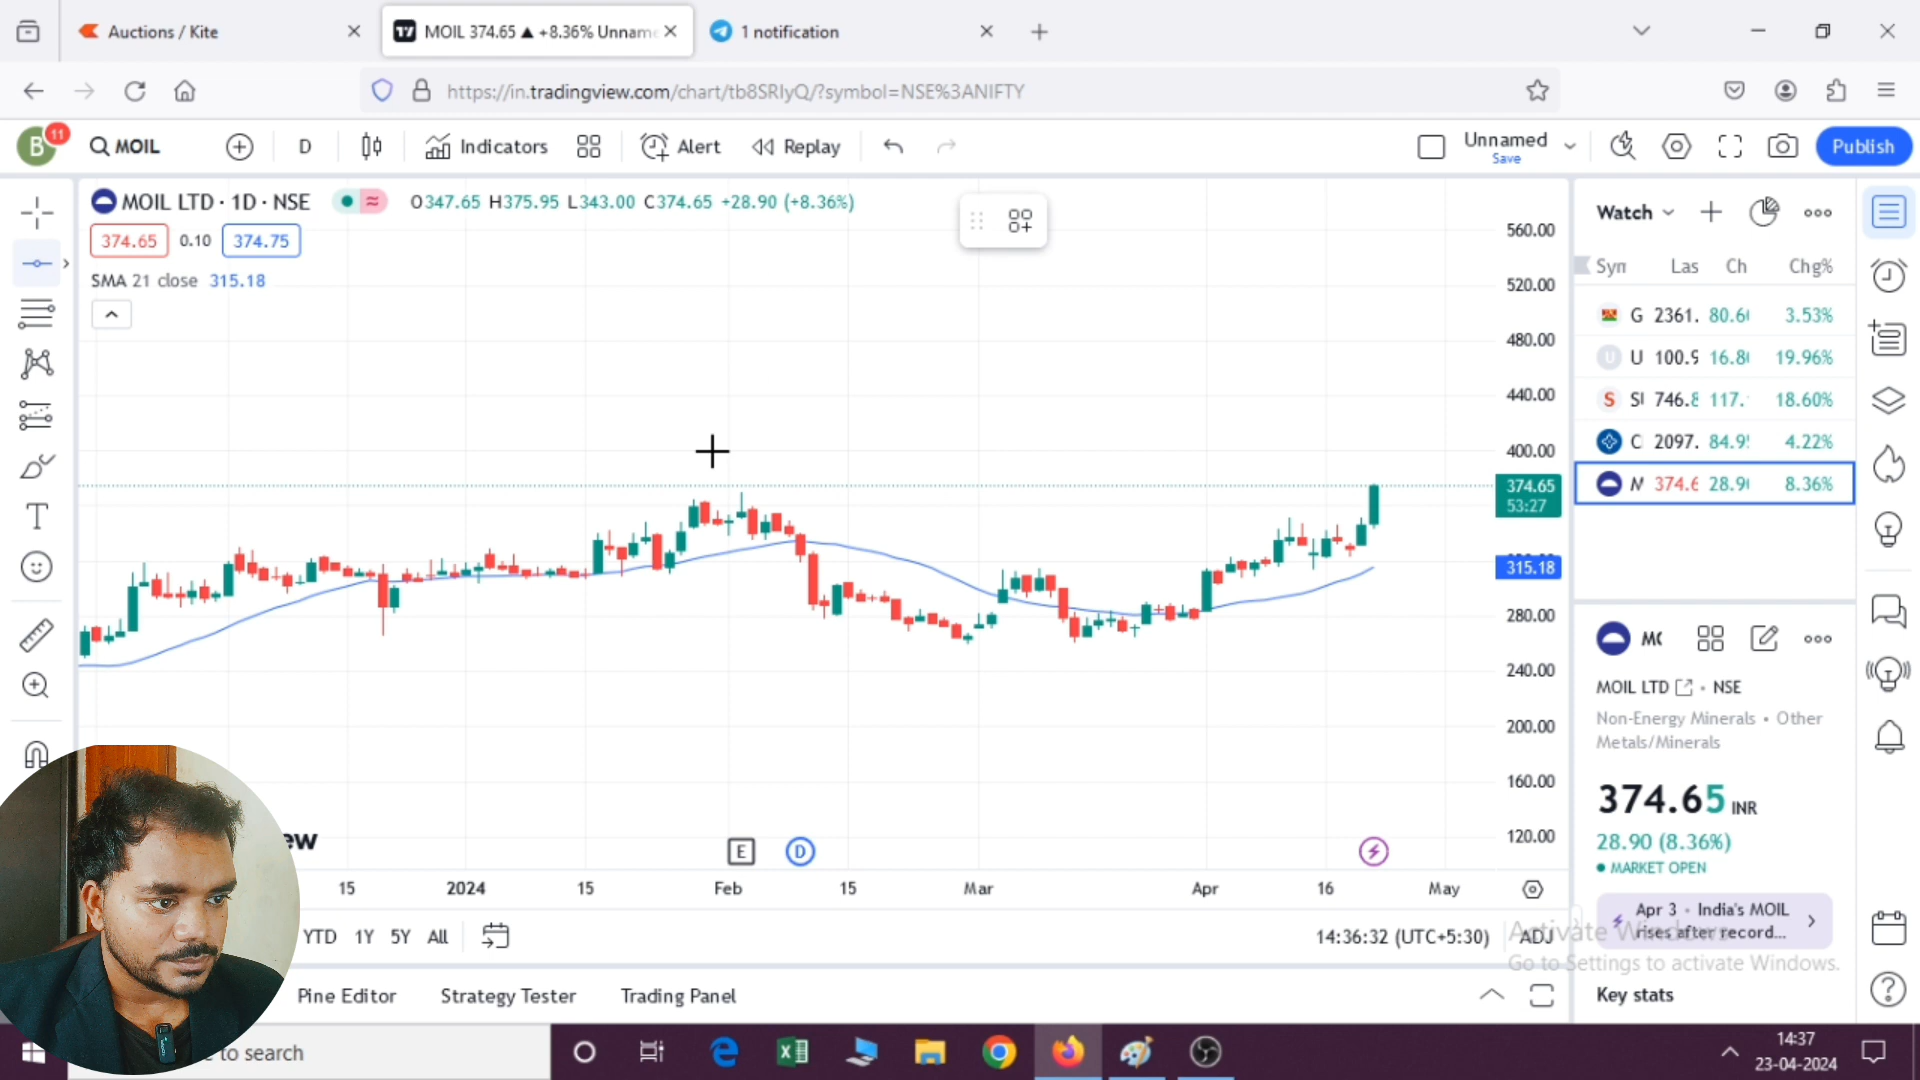 Auctions / Kite
MOIL 374.65 ▲ +8.36% Unnam
1 notification
https://in.tradingview.com/chart/tb8SRIyQ/?symbol=NSE%3ANIFTY
B
11
MOIL
D
Indicators
Alert
Replay
Unnamed
Save
Publish
MOIL LTD · 1D · NSE
O347.65 H375.95 L343.00 C374.65 +28.90 (+8.36%)
374.65
0.10
374.75
SMA 21 close 315.18
560.00
520.00
480.00
440.00
400.00
374.65
53:27
315.18
280.00
240.00
200.00
160.00
120.00
E
D
15
2024
15
Feb
15
Mar
Apr
16
May
YTD
1Y
5Y
All
14:36:32 (UTC+5:30)
ADJ
Pine Editor
Strategy Tester
Trading Panel
Watch
Las
Ch
Chg%
G 2361. 80.6 3.53%
U 100.9 16.8 19.96%
S 746.8 117. 18.60%
C 2097. 84.9 4.22%
374.6 28.9 8.36%
MOIL LTD · NSE
Non-Energy Minerals • Other
Metals/Minerals
374.65 INR
28.90 (8.36%)
MARKET OPEN
Apr 3 · India's MOIL
rises after record...
Activate Windows
Go to Settings to activate Windows.
Key stats
to search
14:37
23-04-2024